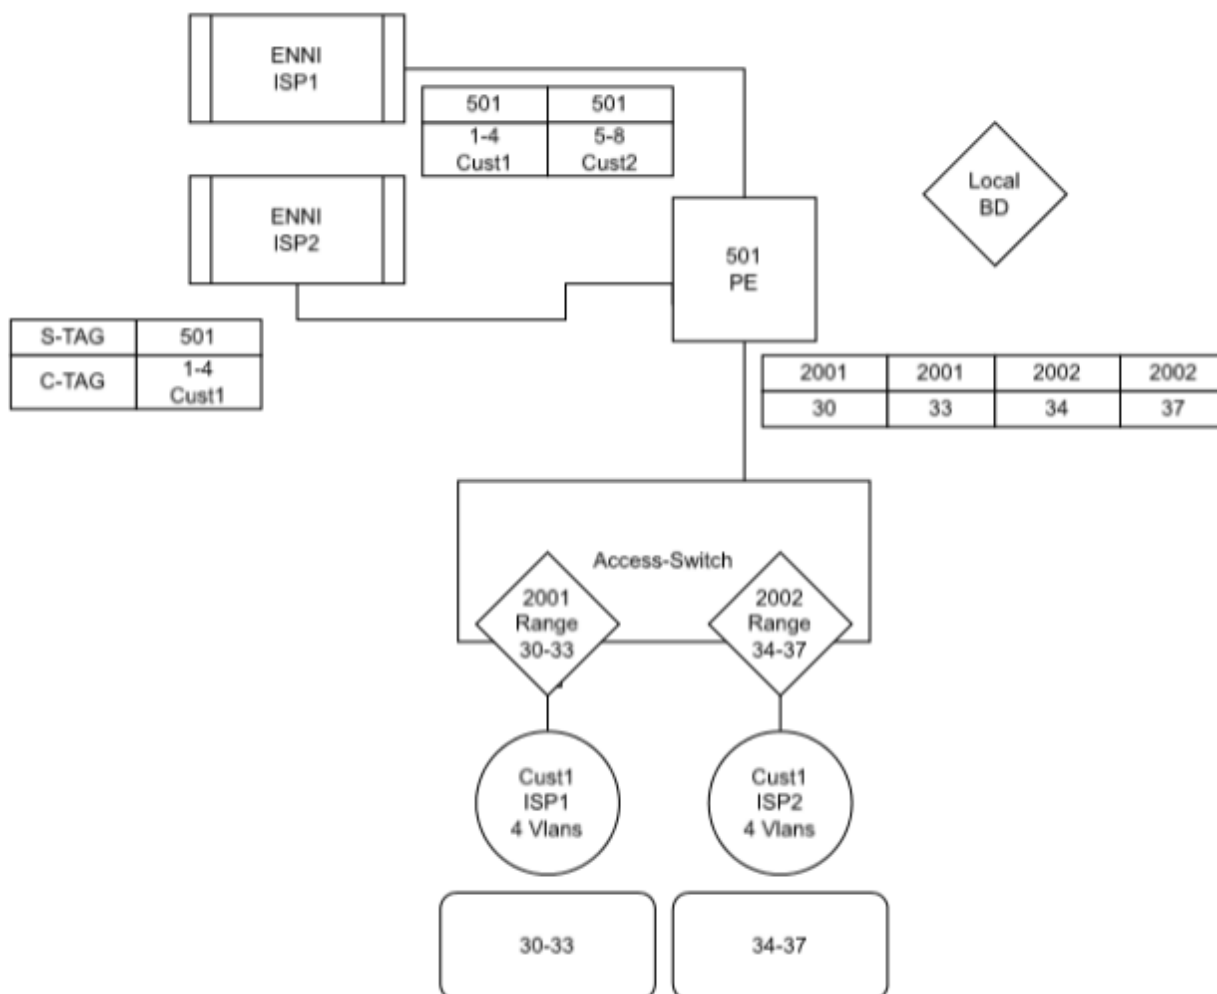 ENNI
ISP1
501 501
1-4 5-8
Cust1 Cust2
ENNI
ISP2
Local
BD
501
PE
S-TAG 501
C-TAG 1-4
Cust1
2001 2001 2002 2002
30 33 34 37
Access-Switch
2001
Range
30-33
2002
Range
34-37
Cust1
ISP1
4 Vlans
Cust1
ISP2
4 Vlans
30-33
34-37